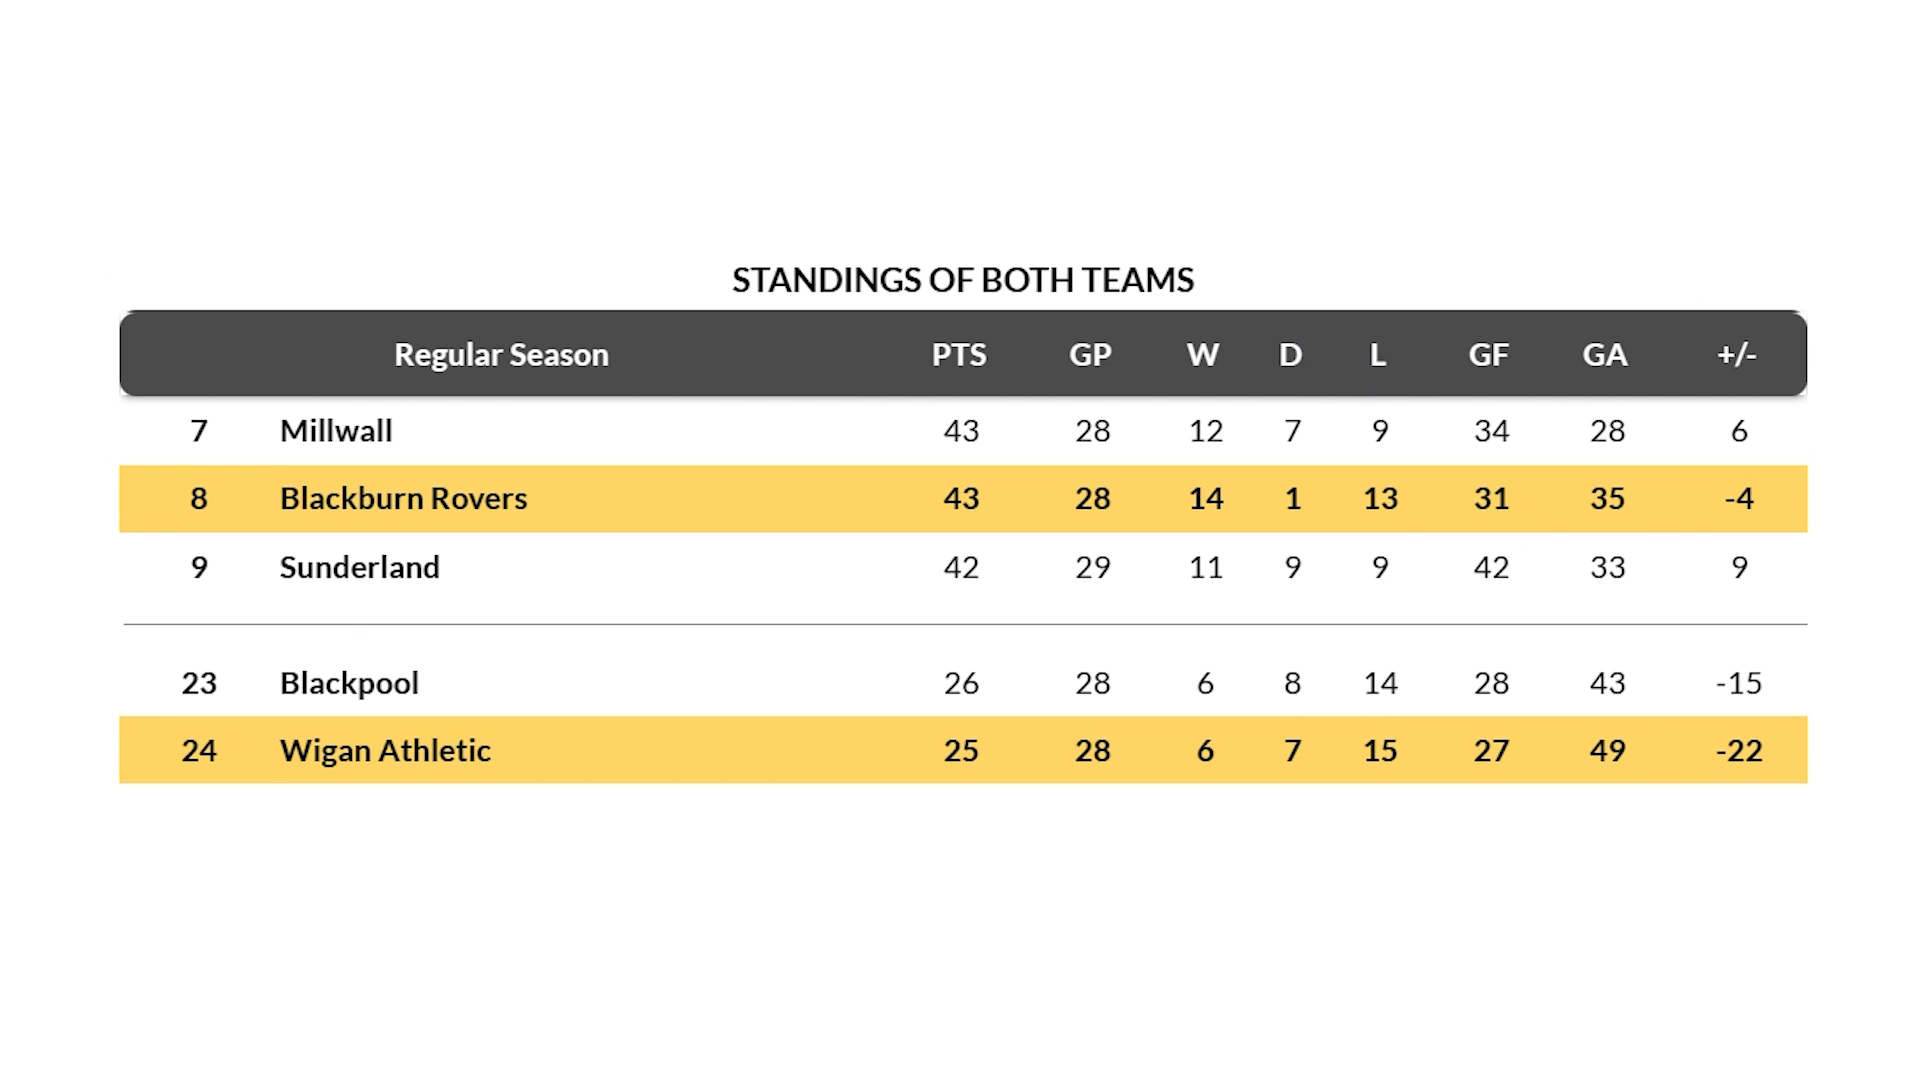 STANDINGS OF BOTH TEAMS
Regular Season PTS GP W D L GF GA +/-
7 Millwall 43 28 12 7 9 34 28 6
8 Blackburn Rovers 43 28 14 1 13 31 35 -4
9 Sunderland 42 29 11 9 9 42 33 9
23 Blackpool 26 28 6 8 14 28 43 -15
24 Wigan Athletic 25 28 6 7 15 27 49 -22